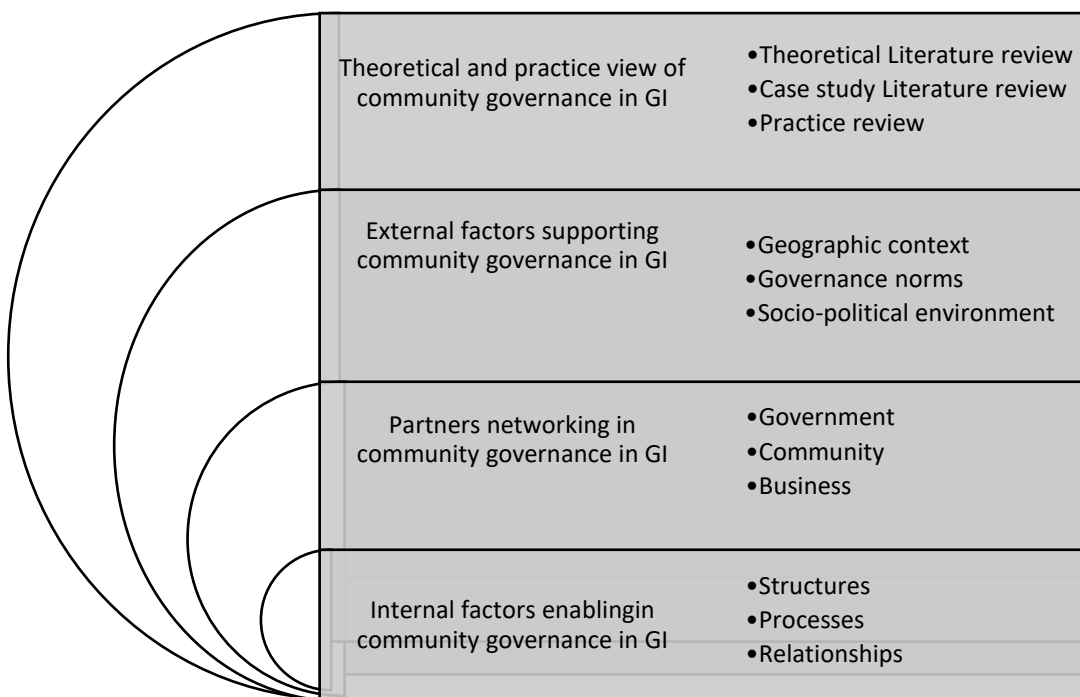 Theoretical and practice view of
community governance in GI
•Theoretical Literature review
•Case study Literature review
•Practice review
External factors supporting
community governance in GI
•Geographic context
•Governance norms
•Socio-political environment
Partners networking in
community governance in GI
•Government
•Community
•Business
Internal factors enablingin
community governance in GI
•Structures
•Processes
•Relationships